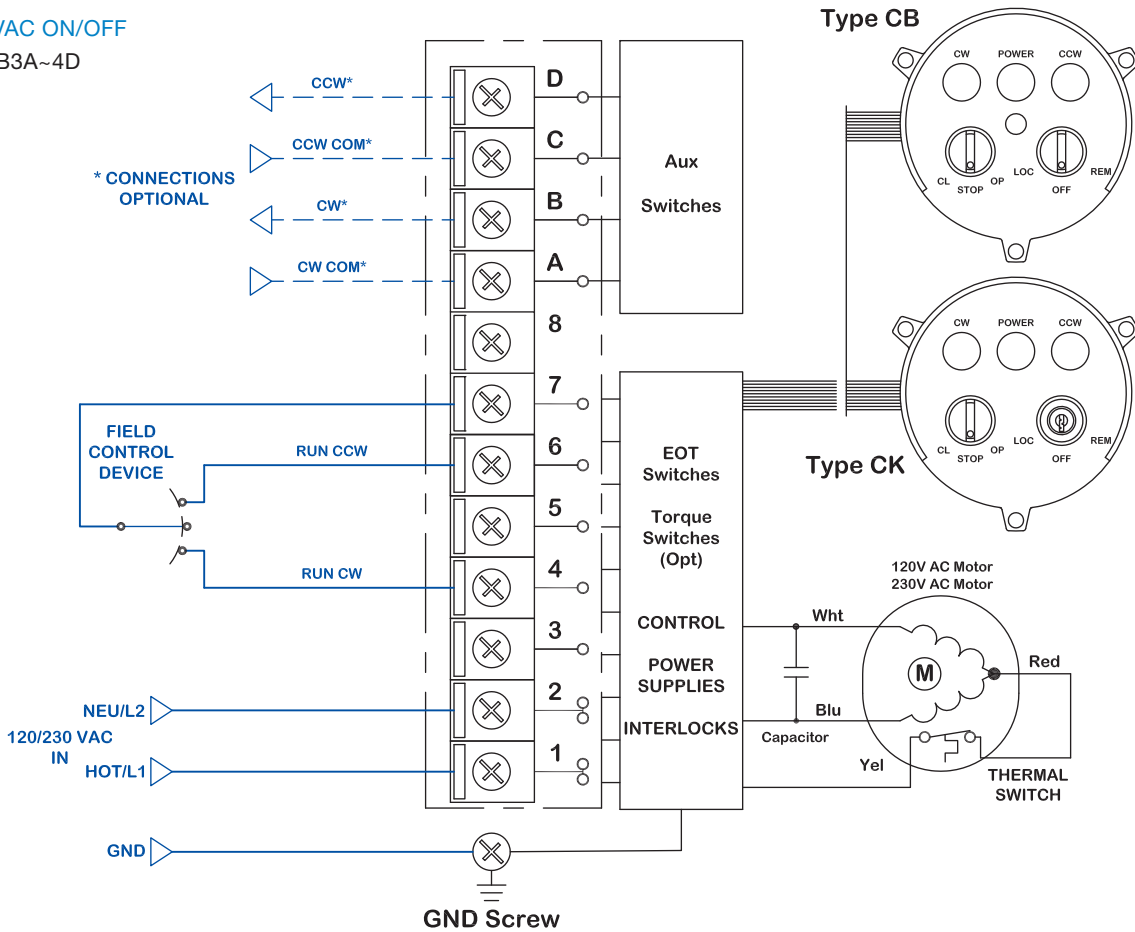 VAC ON/OFF
B3A~4D
CCW*
CCW COM*
* CONNECTIONS
OPTIONAL
CW*
CW COM*
FIELD
CONTROL
DEVICE
RUN CCW
RUN CW
NEU/L2
120/230 VAC
IN
HOT/L1
GND
D
C
B
A
8
7
6
5
4
3
2
1
GND Screw
Aux
Switches
EOT
Switches
Torque
Switches
(Opt)
CONTROL
POWER
SUPPLIES
INTERLOCKS
Type CB
CW
POWER
CCW
CL
STOP
OP
LOC
OFF
REM
Type CK
CW
POWER
CCW
CL
STOP
OP
LOC
OFF
REM
120V AC Motor
230V AC Motor
Wht
M
Red
Blu
Capacitor
Yel
THERMAL
SWITCH